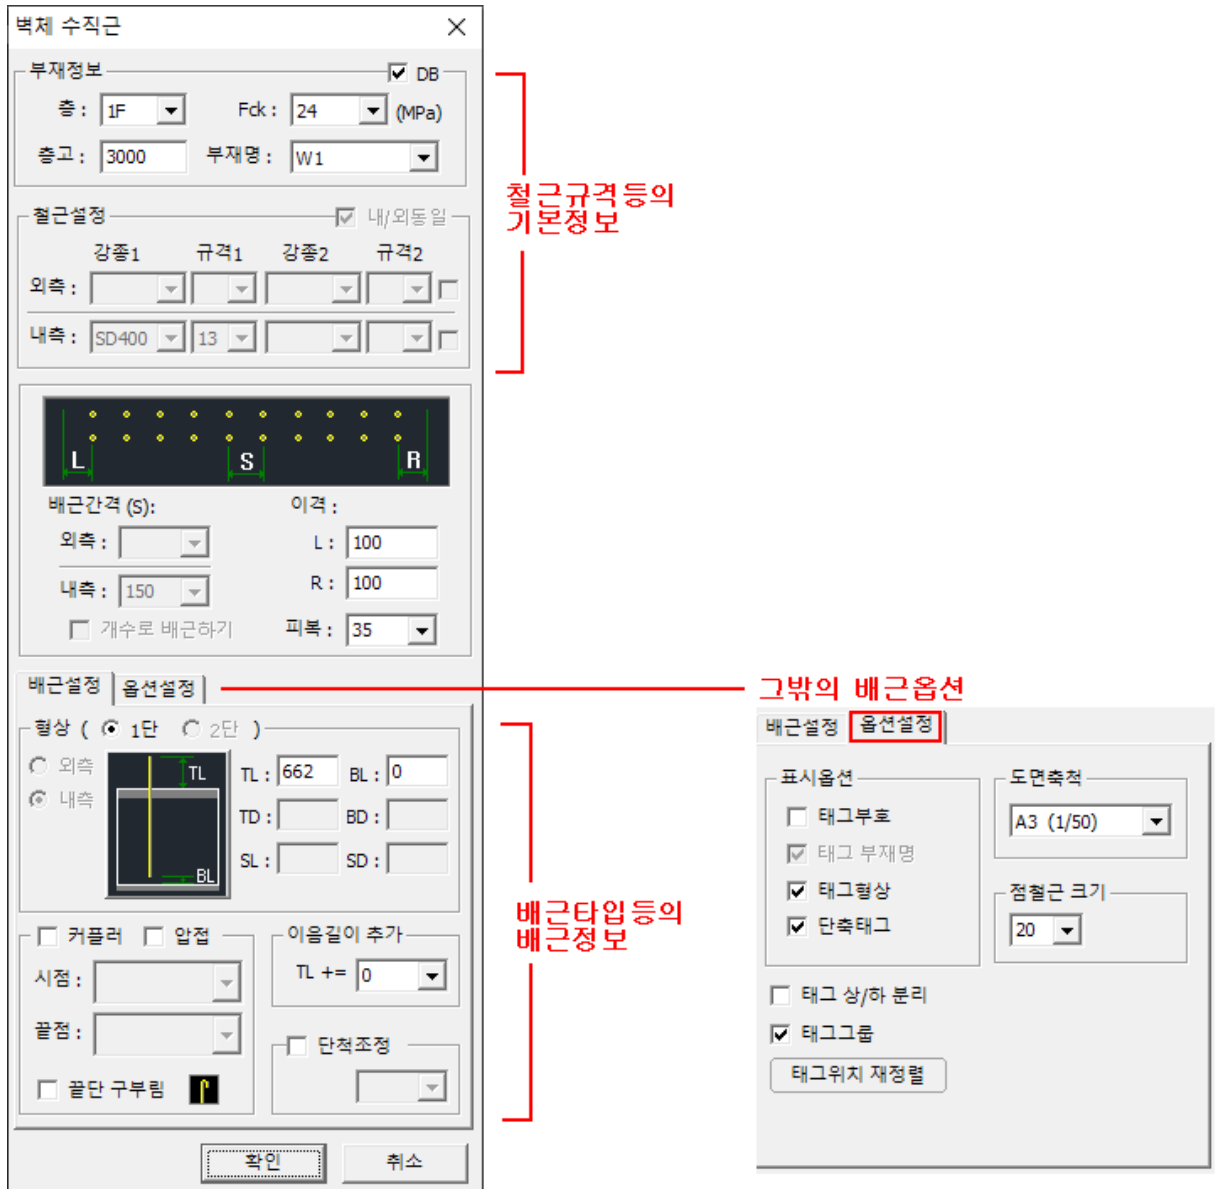 벽체 수직근
부재정보
DB
층 : 1F Fck : 24 (MPa)
층고 : 3000 부재명 : W1
철근설정
내/외동일
강종1 규격1 강종2 규격2
외측 :
내측 : SD400 13
L S R
배근간격 (S): 이격 :
외측 : L : 100
내측 : 150 R : 100
개수로 배근하기 피복 : 35
배근설정 옵션설정
형상 ( 1단 2단 )
외측
내측
TL
BL
TL : 662 BL : 0
TD : BD :
SL : SD :
커플러 압접
시점 :
끝점 :
끝단 구부림
이음길이 추가
TL += 0
단척조정
확인 취소
철근규격등의
기본정보
그밖의 배근옵션
배근타입등의
배근정보
배근설정 옵션설정
표시옵션
태그부호
태그 부재명
태그형상
단축태그
도면축척
A3 (1/50)
점철근 크기
20
태그 상/하 분리
태그그룹
태그위치 재정렬